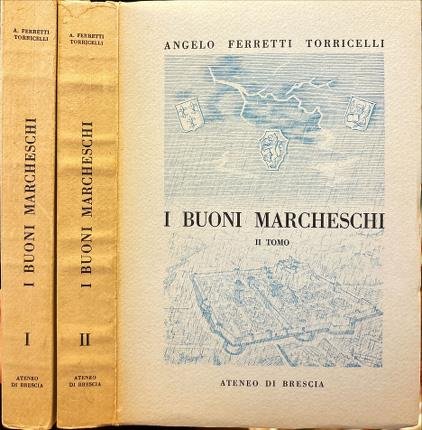 A. FERRETTI
TORRICELLI
I BUONI MARCHESCHI
I
ATENEO
DI BRESCIA
A. FERRETTI
TORRICELLI
I BUONI MARCHESCHI
II
ATENEO
DI BRESCIA
ANGELO FERRETTI TORRICELLI
I BUONI MARCHESCHI
II TOMO
ATENEO DI BRESCIA